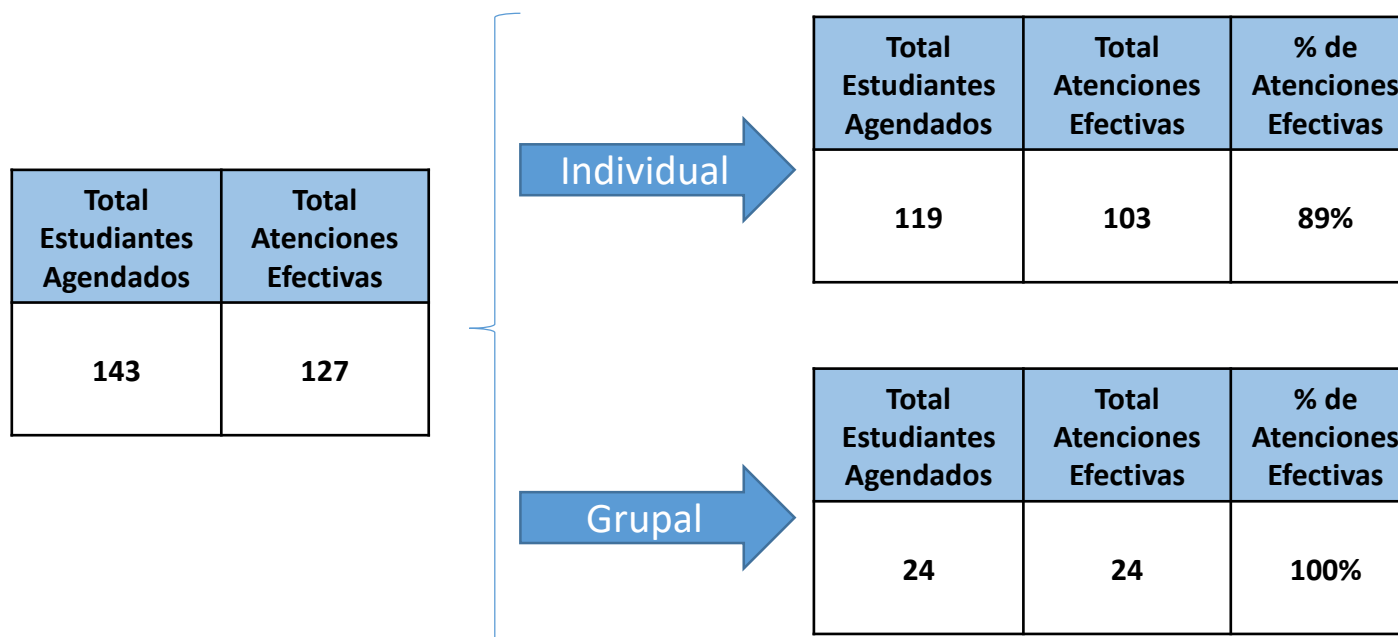 Total
Estudiantes
Agendados
Total
Atenciones
Efectivas
143
127
Individual
Total
Estudiantes
Agendados
Total
Atenciones
Efectivas
% de
Atenciones
Efectivas
119
103
89%
Grupal
Total
Estudiantes
Agendados
Total
Atenciones
Efectivas
% de
Atenciones
Efectivas
24
24
100%